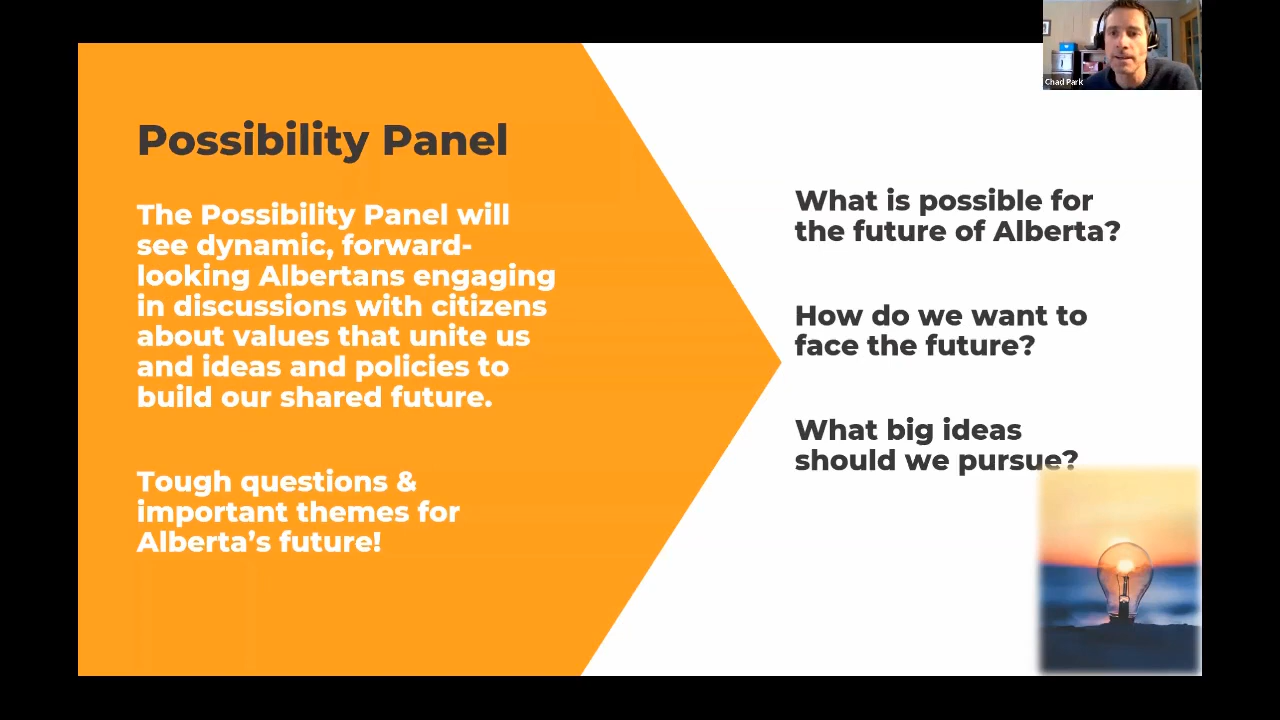 Chad Park
Possibility Panel
The Possibility Panel will
see dynamic, forward-
looking Albertans engaging
in discussions with citizens
about values that unite us
and ideas and policies to
build our shared future.
Tough questions &
important themes for
Alberta’s future!
What is possible for
the future of Alberta?
How do we want to
face the future?
What big ideas
should we pursue?